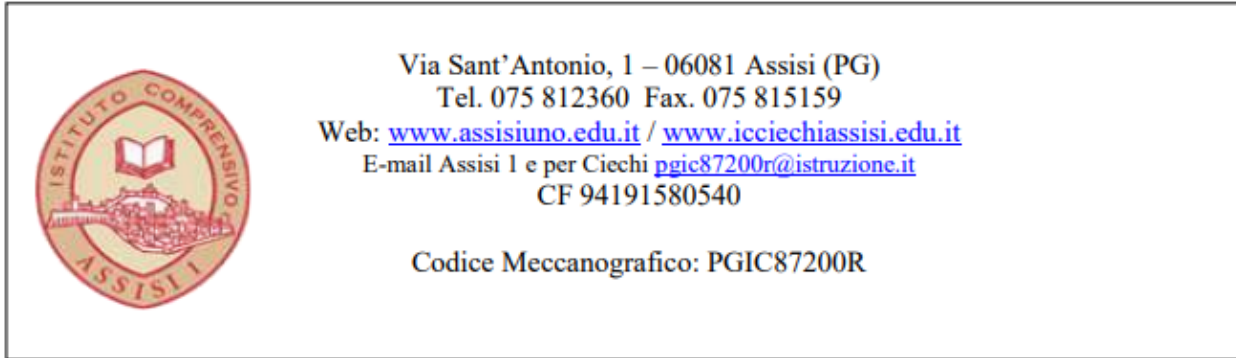 ISTITUTO COMPRENSIVO
ASSISI 1
Via Sant’Antonio, 1 – 06081 Assisi (PG)
Tel. 075 812360 Fax. 075 815159
Web: www.assisiuno.edu.it / www.icciechiassisi.edu.it
E-mail Assisi 1 e per Ciechi pgic87200r@istruzione.it
CF 94191580540
Codice Meccanografico: PGIC87200R